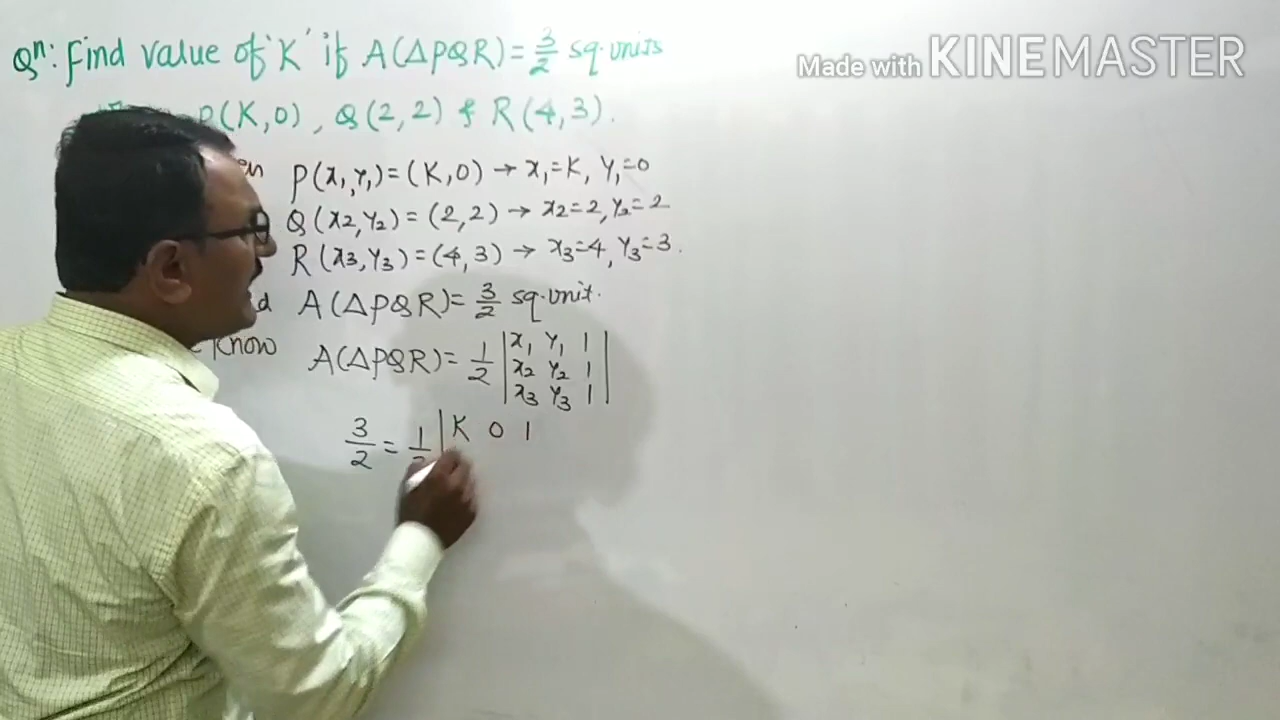 Made with KINEMASTER
Qn: Find value of 'K' if A(ΔPQR) = 3/2 sq. units
P(K,0), Q(2,2) & R(4,3).
P(x₁,Y₁)=(K,0) → x₁=K, Y₁=0
Q(x₂,Y₂)=(2,2) → x₂=2, Y₂=2
R(x₃,Y₃)=(4,3) → x₃=4, Y₃=3.
A(ΔPQR)= 3/2 sq.unit.
Know A(ΔPQR)= 1/2 | x₁ Y₁ 1 |
| x₂ Y₂ 1 |
| x₃ Y₃ 1 |
3/2 = 1/2 | K 0 1